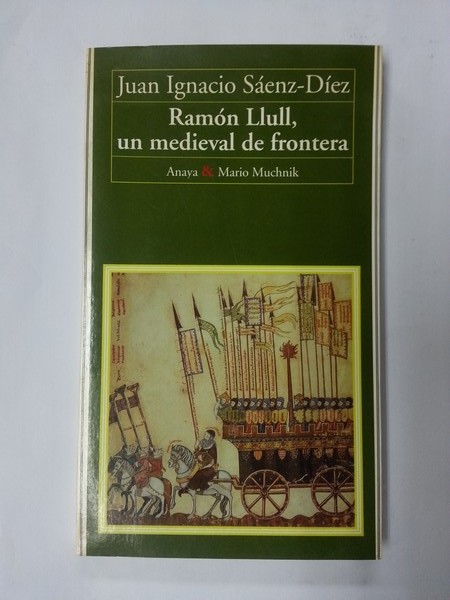 Juan Ignacio Sáenz-Díez
Ramón Llull,
un medieval de frontera
Anaya & Mario Muchnik